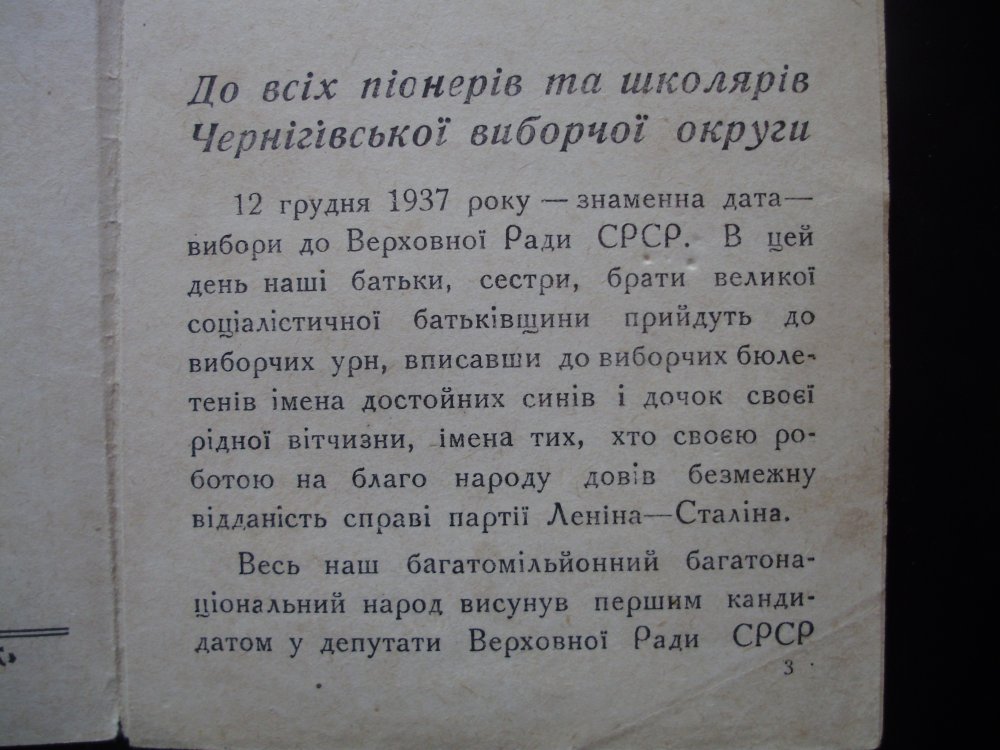 До всіх піонерів та школярів
Чернігівської виборчої округи
12 грудня 1937 року — знаменна дата —
вибори до Верховної Ради СРСР. В цей
день наші батьки, сестри, брати великої
соціалістичної батьківщини прийдуть до
виборчих урн, вписавши до виборчих бюле-
тенів імена достойних синів і дочок своєї
рідної вітчизни, імена тих, хто своєю ро-
ботою на благо народу довів безмежну
відданість справі партії Леніна—Сталіна.
Весь наш багатомільйонний багатона-
ціональний народ висунув першим канди-
датом у депутати Верховної Ради СРСР
3